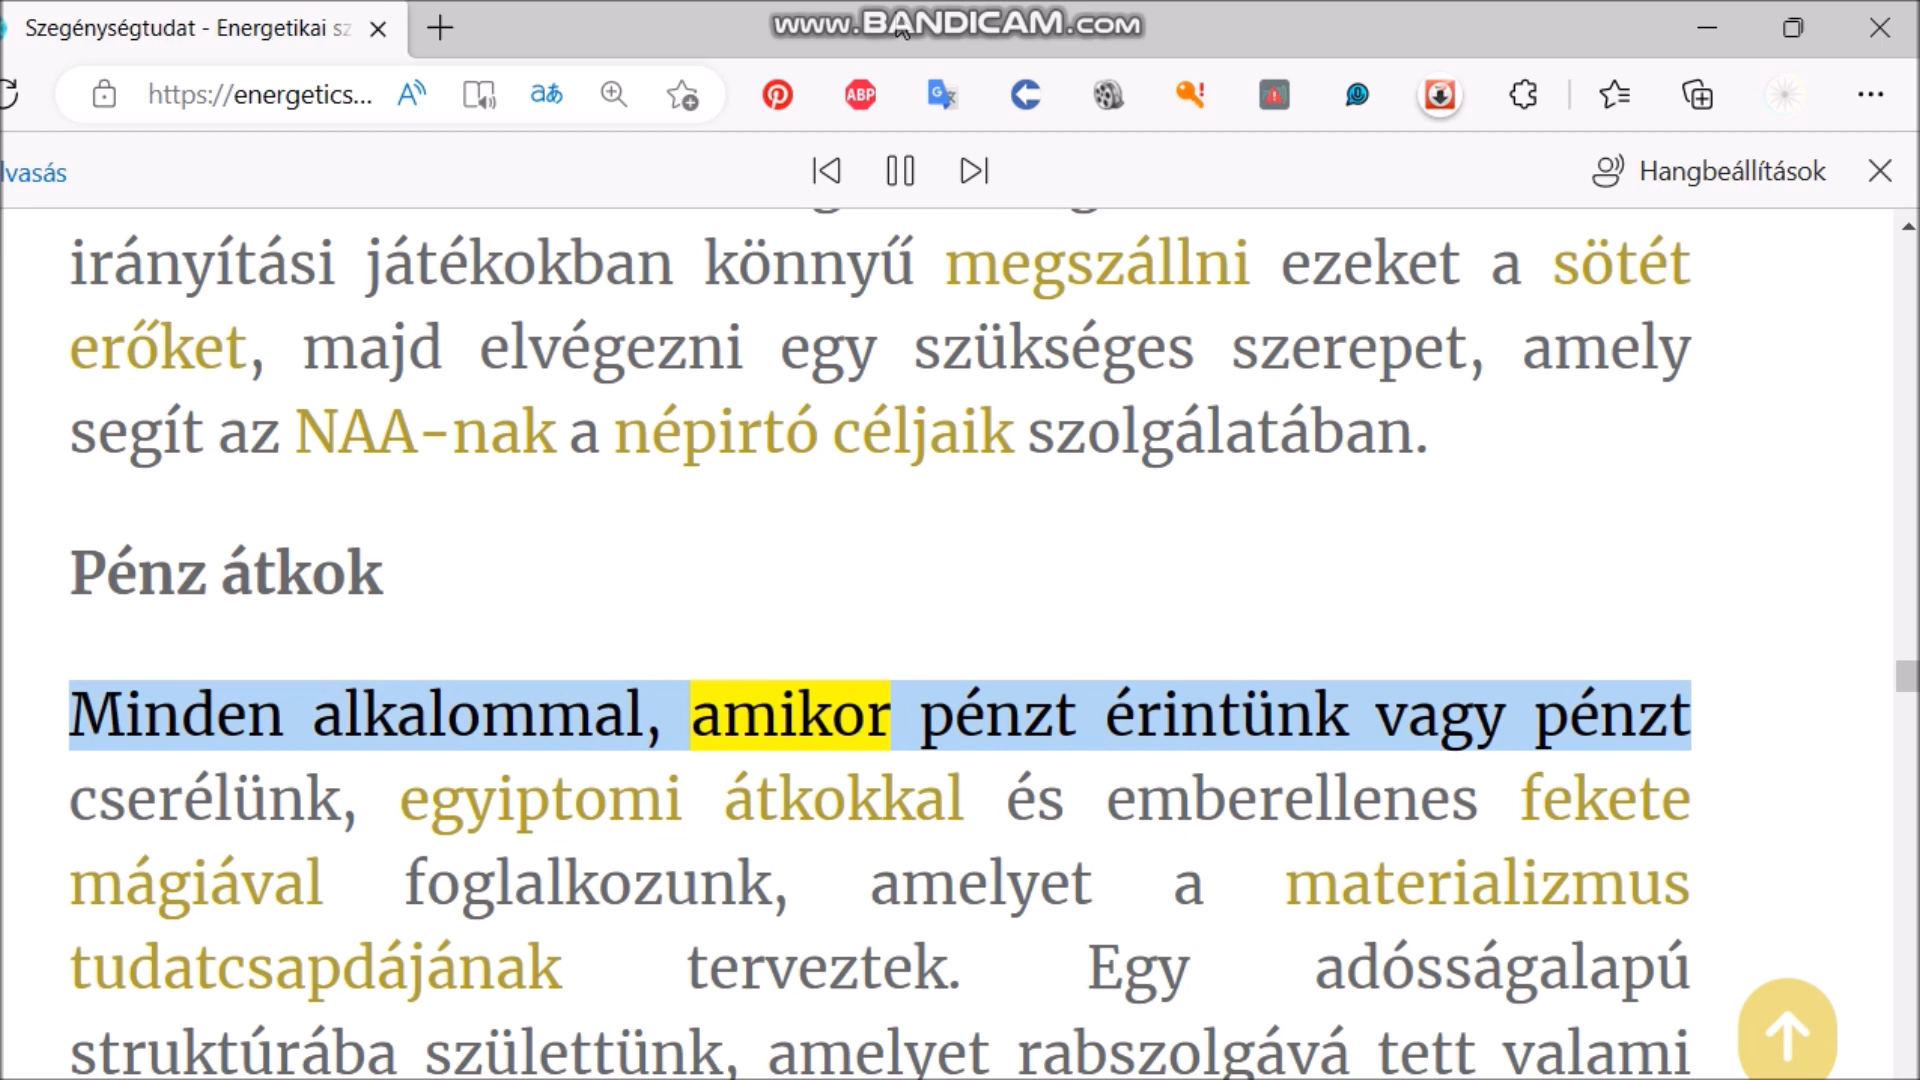 Szegénységtudat - Energetikai sz
www.BANDICAM.com
https://energetics...
ABP
lvasás
Hangbeállítások
irányítási játékokban könnyű megszállni ezeket a sötét
erőket, majd elvégezni egy szükséges szerepet, amely
segít az NAA-nak a népirtó céljaik szolgálatában.
Pénz átkok
Minden alkalommal, amikor pénzt érintünk vagy pénzt
cserélünk, egyiptomi átkokkal és emberellenes fekete
mágiával foglalkozunk, amelyet a materializmus
tudatcsapdájának terveztek. Egy adósságalapú
struktúrába születtünk, amelyet rabszolgává tett valami